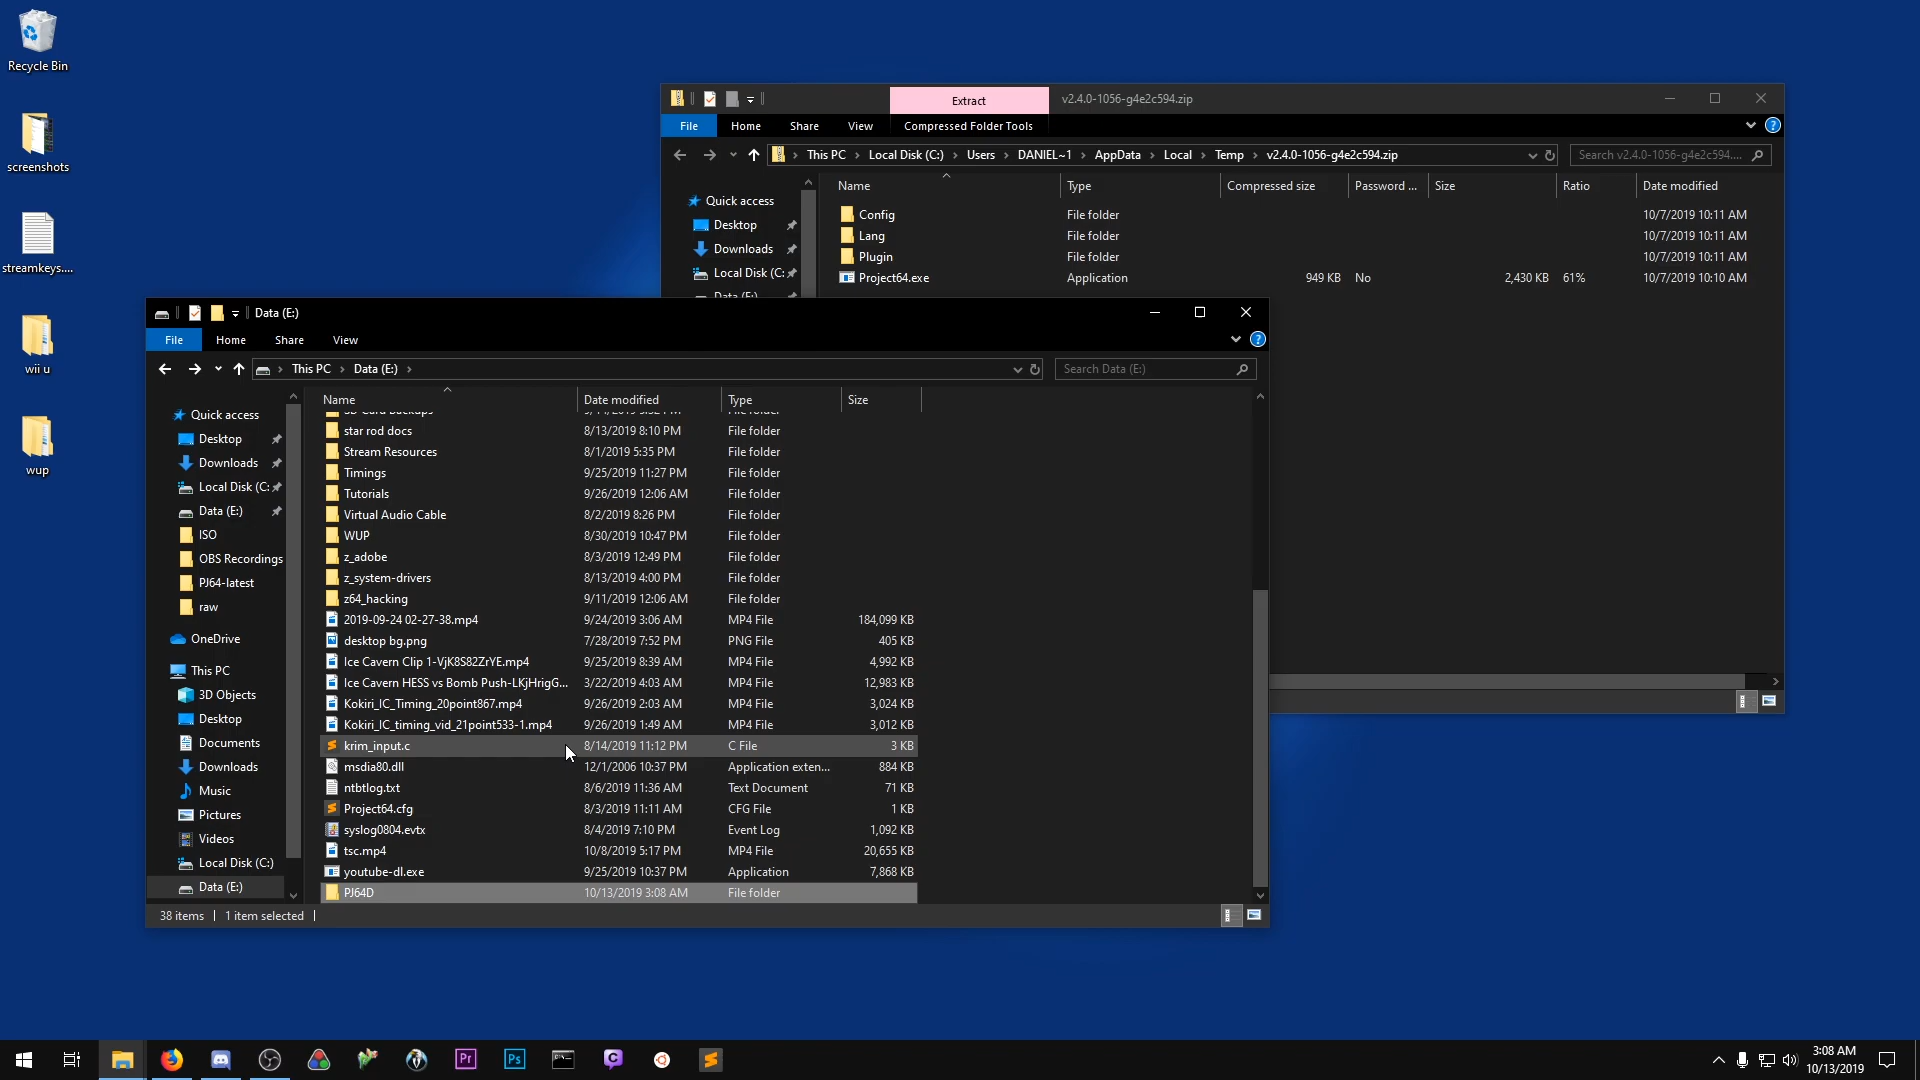 Recycle Bin
screenshots
streamkeys....
wii u
wup
Extract
v2.4.0-1056-g4e2c594.zip
File
Home
Share
View
Compressed Folder Tools
This PC
Local Disk (C:)
Users
DANIEL~1
AppData
Local
Temp
v2.4.0-1056-g4e2c594.zip
Search v2.4.0-1056-g4e2c594....
Name
Type
Compressed size
Password ...
Size
Ratio
Date modified
Quick access
Desktop
Downloads
Local Disk (C:
Data (E:)
Config File folder 10/7/2019 10:11 AM
Lang File folder 10/7/2019 10:11 AM
Plugin File folder 10/7/2019 10:11 AM
Project64.exe Application 949 KB No 2,430 KB 61% 10/7/2019 10:10 AM
Data (E:)
File
Home
Share
View
This PC
Data (E:)
Search Data (E:)
Name
Date modified
Type
Size
Quick access
Desktop
Downloads
Local Disk (C:
Data (E:)
ISO
OBS Recordings
PJ64-latest
raw
OneDrive
This PC
3D Objects
Desktop
Documents
Downloads
Music
Pictures
Videos
Local Disk (C:)
Data (E:)
star rod docs 8/13/2019 8:10 PM File folder
Stream Resources 8/1/2019 5:35 PM File folder
Timings 9/25/2019 11:27 PM File folder
Tutorials 9/26/2019 12:06 AM File folder
Virtual Audio Cable 8/2/2019 8:26 PM File folder
WUP 8/30/2019 10:47 PM File folder
z_adobe 8/3/2019 12:49 PM File folder
z_system-drivers 8/13/2019 4:00 PM File folder
z64_hacking 9/11/2019 12:06 AM File folder
2019-09-24 02-27-38.mp4 9/24/2019 3:06 AM MP4 File 184,099 KB
desktop bg.png 7/28/2019 7:52 PM PNG File 405 KB
Ice Cavern Clip 1-VjK8S82ZrYE.mp4 9/25/2019 8:39 AM MP4 File 4,992 KB
Ice Cavern HESS vs Bomb Push-LKjHrigG... 3/22/2019 4:03 AM MP4 File 12,983 KB
Kokiri_IC_Timing_20point867.mp4 9/26/2019 2:03 AM MP4 File 3,024 KB
Kokiri_IC_timing_vid_21point533-1.mp4 9/26/2019 1:49 AM MP4 File 3,012 KB
krim_input.c 8/14/2019 11:12 PM C File 3 KB
msdia80.dll 12/1/2006 10:37 PM Application exten... 884 KB
ntbtlog.txt 8/6/2019 11:36 AM Text Document 71 KB
Project64.cfg 8/3/2019 11:11 AM CFG File 1 KB
syslog0804.evtx 8/4/2019 7:10 PM Event Log 1,092 KB
tsc.mp4 10/8/2019 5:17 PM MP4 File 20,655 KB
youtube-dl.exe 9/25/2019 10:37 PM Application 7,868 KB
PJ64D 10/13/2019 3:08 AM File folder
38 items
1 item selected
Pr
Ps
3:08 AM
10/13/2019